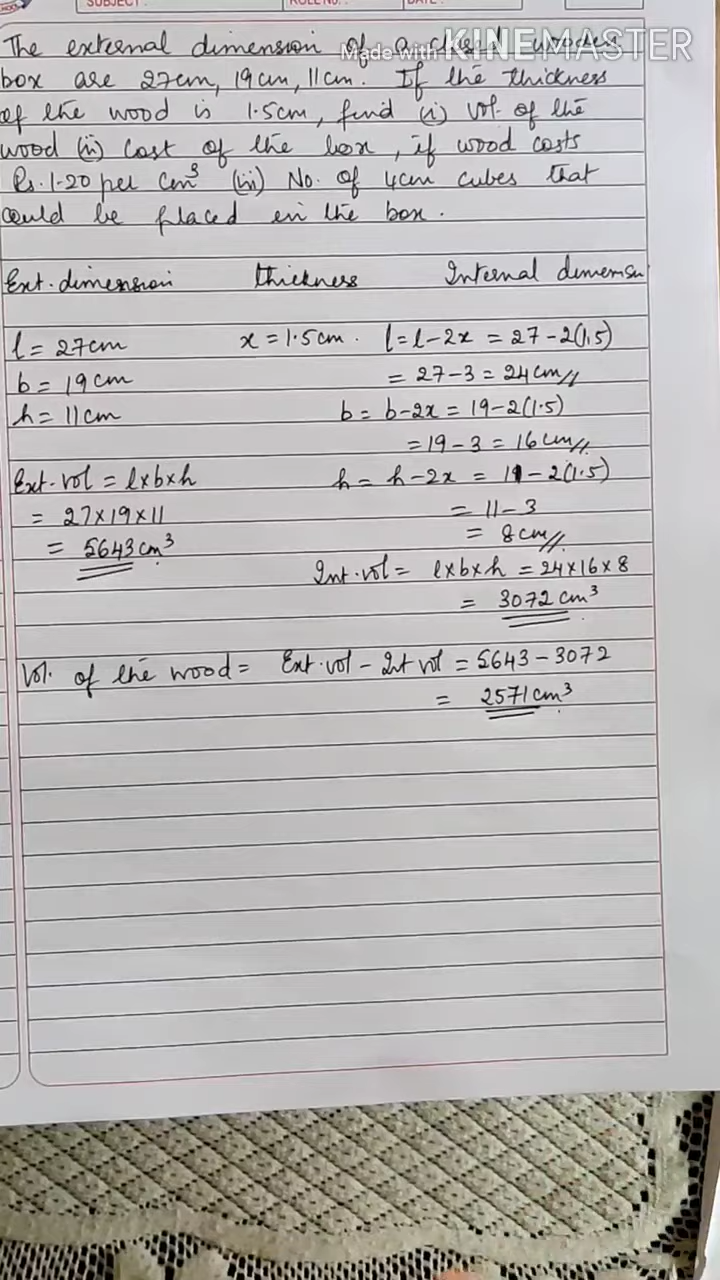 SUBJECT:
Made with KINEMASTER
The external dimension of a closed wooden
box are 27cm, 19cm, 11cm. If the thickness
of the wood is 1.5cm, find (i) Vol. of the
wood (ii) Cost of the box, if wood costs
Rs. 1.20 per cm³ (iii) No. of 4cm cubes that
could be placed in the box.
Ext. dimension thickness Internal dimensi
l = 27cm x = 1.5cm. l = l - 2x = 27 - 2(1.5)
b = 19cm = 27 - 3 = 24cm//
h = 11cm b = b - 2x = 19 - 2(1.5)
= 19 - 3 = 16cm//
Ext. vol = l x b x h h = h - 2x = 11 - 2(1.5)
= 27 x 19 x 11 = 11 - 3
= 5643 cm³ = 8cm//
Int. vol = l x b x h = 24 x 16 x 8
= 3072 cm³
Vol. of the wood = Ext. vol - Int vol = 5643 - 3072
= 2571 cm³